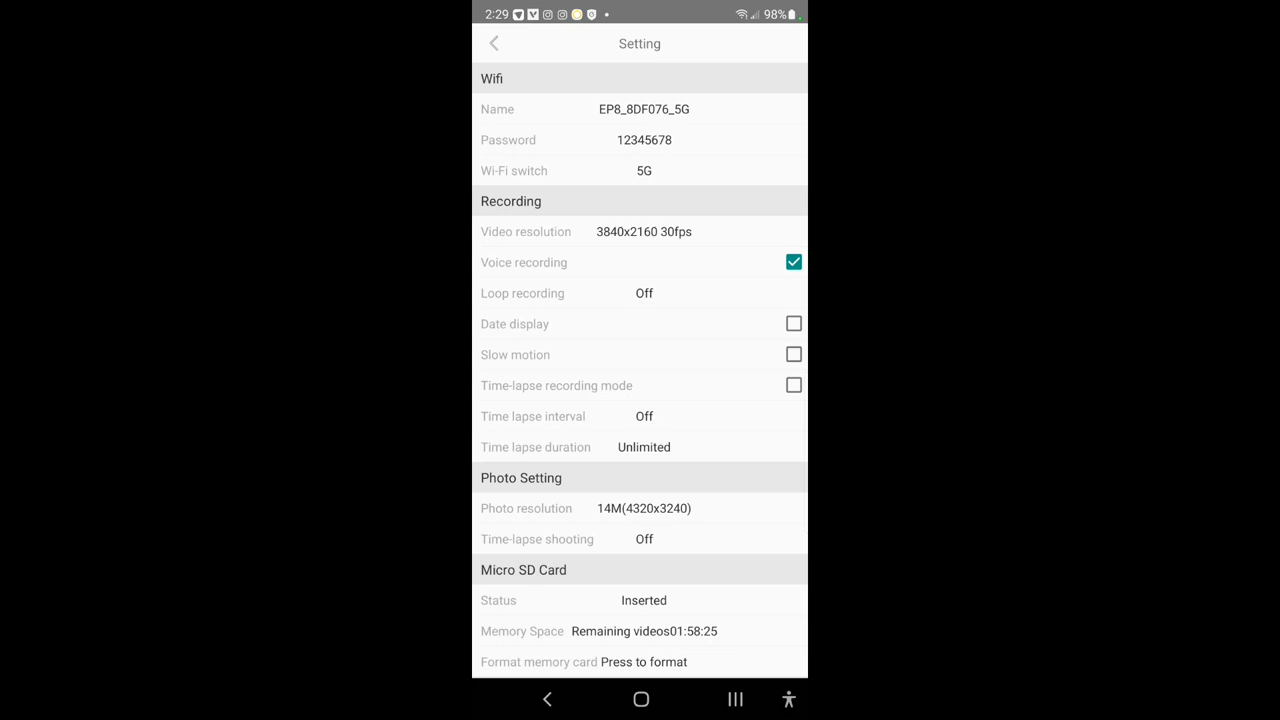 2:29 98%
Setting
Wifi
Name EP8_8DF076_5G
Password 12345678
Wi-Fi switch 5G
Recording
Video resolution 3840x2160 30fps
Voice recording
Loop recording Off
Date display
Slow motion
Time-lapse recording mode
Time lapse interval Off
Time lapse duration Unlimited
Photo Setting
Photo resolution 14M(4320x3240)
Time-lapse shooting Off
Micro SD Card
Status Inserted
Memory Space Remaining videos01:58:25
Format memory card Press to format